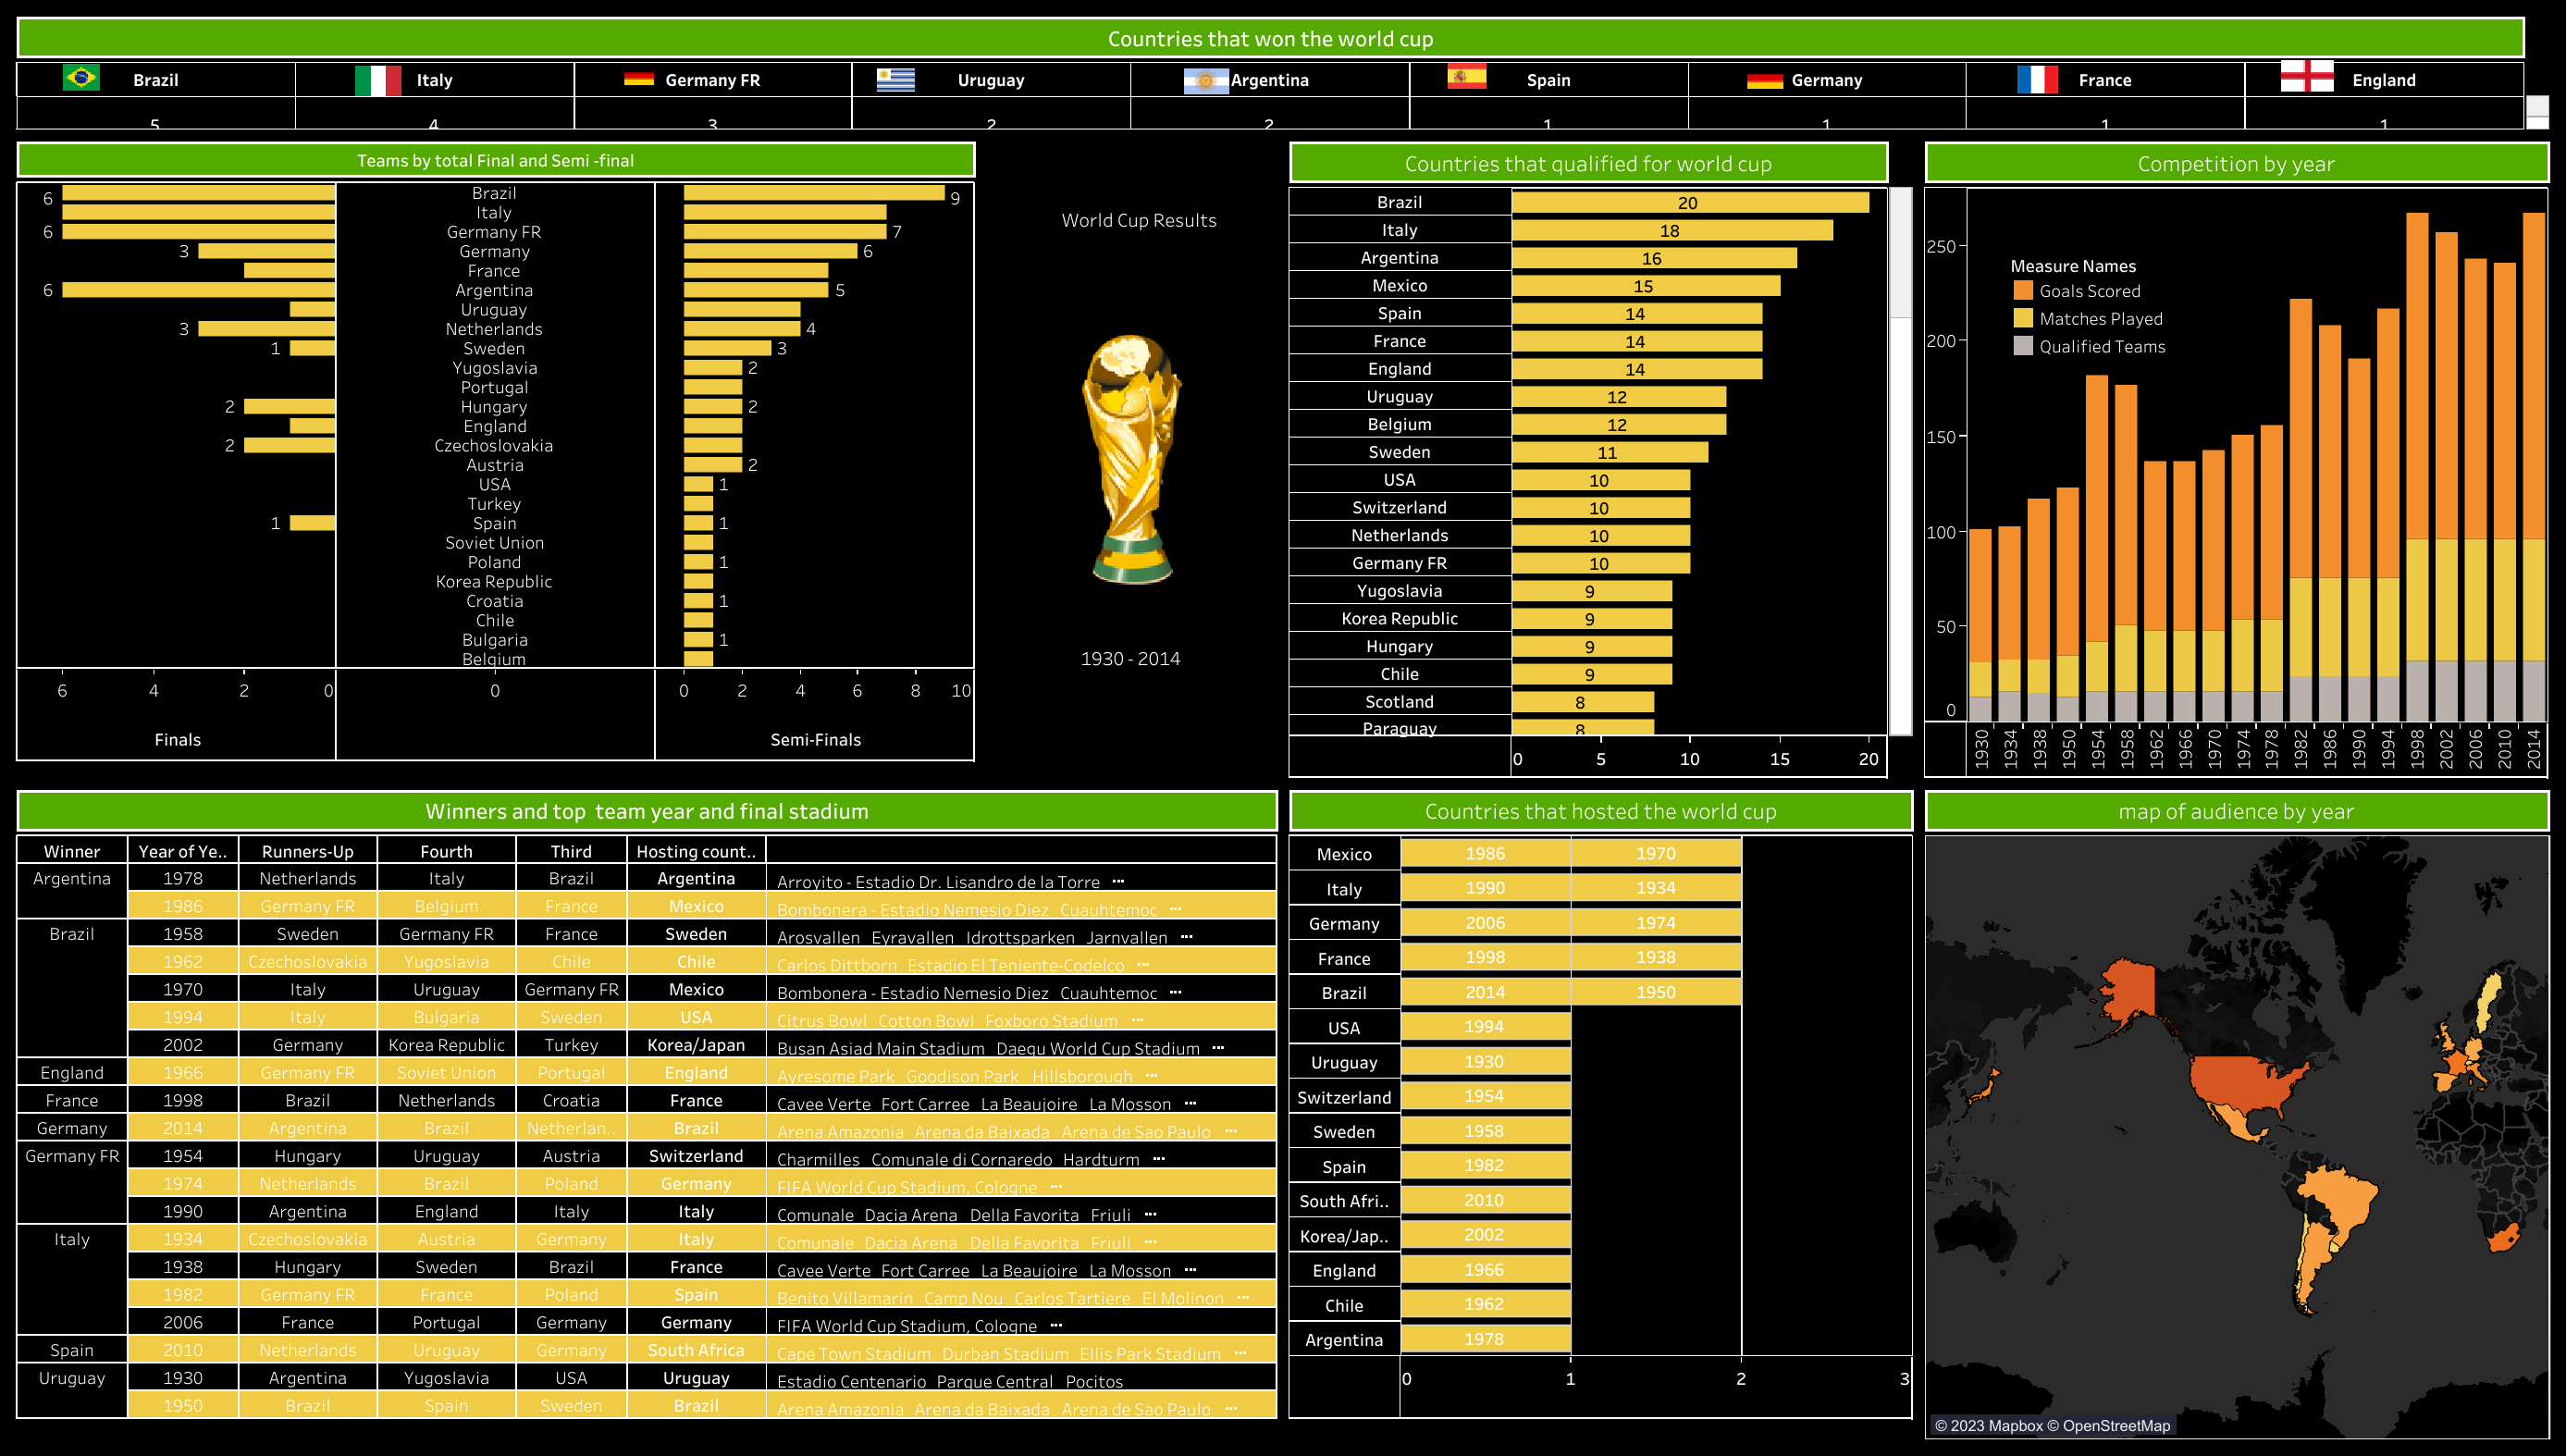 Countries that won the world cup
Brazil Italy Germany FR Uruguay Argentina Spain Germany France England
5 4 3 2 2 1 1 1 1
Teams by total Final and Semi -final
6 Brazil 9
Italy
6 Germany FR 7
3 Germany 6
France
6 Argentina 5
Uruguay
3 Netherlands 4
1 Sweden 3
Yugoslavia 2
Portugal
2 Hungary 2
England
2 Czechoslovakia
Austria 2
USA 1
Turkey
1 Spain 1
Soviet Union
Poland 1
Korea Republic
Croatia 1
Chile
Bulgaria 1
Belgium
6 4 2 0 0 0 2 4 6 8 10
Finals Semi-Finals
World Cup Results
1930 - 2014
Countries that qualified for world cup
Brazil 20
Italy 18
Argentina 16
Mexico 15
Spain 14
France 14
England 14
Uruguay 12
Belgium 12
Sweden 11
USA 10
Switzerland 10
Netherlands 10
Germany FR 10
Yugoslavia 9
Korea Republic 9
Hungary 9
Chile 9
Scotland 8
Paraguay 8
0 5 10 15 20
Competition by year
Measure Names
Goals Scored
Matches Played
Qualified Teams
250
200
150
100
50
0
1930 1934 1938 1950 1954 1958 1962 1966 1970 1974 1978 1982 1986 1990 1994 1998 2002 2006 2010 2014
Winners and top  team year and final stadium
Winner Year of Ye.. Runners-Up Fourth Third Hosting count..
Argentina 1978 Netherlands Italy Brazil Argentina Arroyito - Estadio Dr. Lisandro de la Torre ...
1986 Germany FR Belgium France Mexico Bombonera - Estadio Nemesio Diez Cuauhtemoc ...
Brazil 1958 Sweden Germany FR France Sweden Arosvallen Eyravallen Idrottsparken Jarnvallen ...
1962 Czechoslovakia Yugoslavia Chile Chile Carlos Dittborn Estadio El Teniente-Codelco ...
1970 Italy Uruguay Germany FR Mexico Bombonera - Estadio Nemesio Diez Cuauhtemoc ...
1994 Italy Bulgaria Sweden USA Citrus Bowl Cotton Bowl Foxboro Stadium ...
2002 Germany Korea Republic Turkey Korea/Japan Busan Asiad Main Stadium Daegu World Cup Stadium ...
England 1966 Germany FR Soviet Union Portugal England Ayresome Park Goodison Park Hillsborough ...
France 1998 Brazil Netherlands Croatia France Cavee Verte Fort Carree La Beaujoire La Mosson ...
Germany 2014 Argentina Brazil Netherlan.. Brazil Arena Amazonia Arena da Baixada Arena de Sao Paulo ...
Germany FR 1954 Hungary Uruguay Austria Switzerland Charmilles Comunale di Cornaredo Hardturm ...
1974 Netherlands Brazil Poland Germany FIFA World Cup Stadium, Cologne ...
1990 Argentina England Italy Italy Comunale Dacia Arena Della Favorita Friuli ...
Italy 1934 Czechoslovakia Austria Germany Italy Comunale Dacia Arena Della Favorita Friuli ...
1938 Hungary Sweden Brazil France Cavee Verte Fort Carree La Beaujoire La Mosson ...
1982 Germany FR France Poland Spain Benito Villamarin Camp Nou Carlos Tartiere El Molinon ...
2006 France Portugal Germany Germany FIFA World Cup Stadium, Cologne ...
Spain 2010 Netherlands Uruguay Germany South Africa Cape Town Stadium Durban Stadium Ellis Park Stadium ...
Uruguay 1930 Argentina Yugoslavia USA Uruguay Estadio Centenario Parque Central Pocitos
1950 Brazil Spain Sweden Brazil Arena Amazonia Arena da Baixada Arena de Sao Paulo ...
Countries that hosted the world cup
Mexico 1986 1970
Italy 1990 1934
Germany 2006 1974
France 1998 1938
Brazil 2014 1950
USA 1994
Uruguay 1930
Switzerland 1954
Sweden 1958
Spain 1982
South Afri.. 2010
Korea/Jap.. 2002
England 1966
Chile 1962
Argentina 1978
0 1 2 3
map of audience by year
© 2023 Mapbox © OpenStreetMap